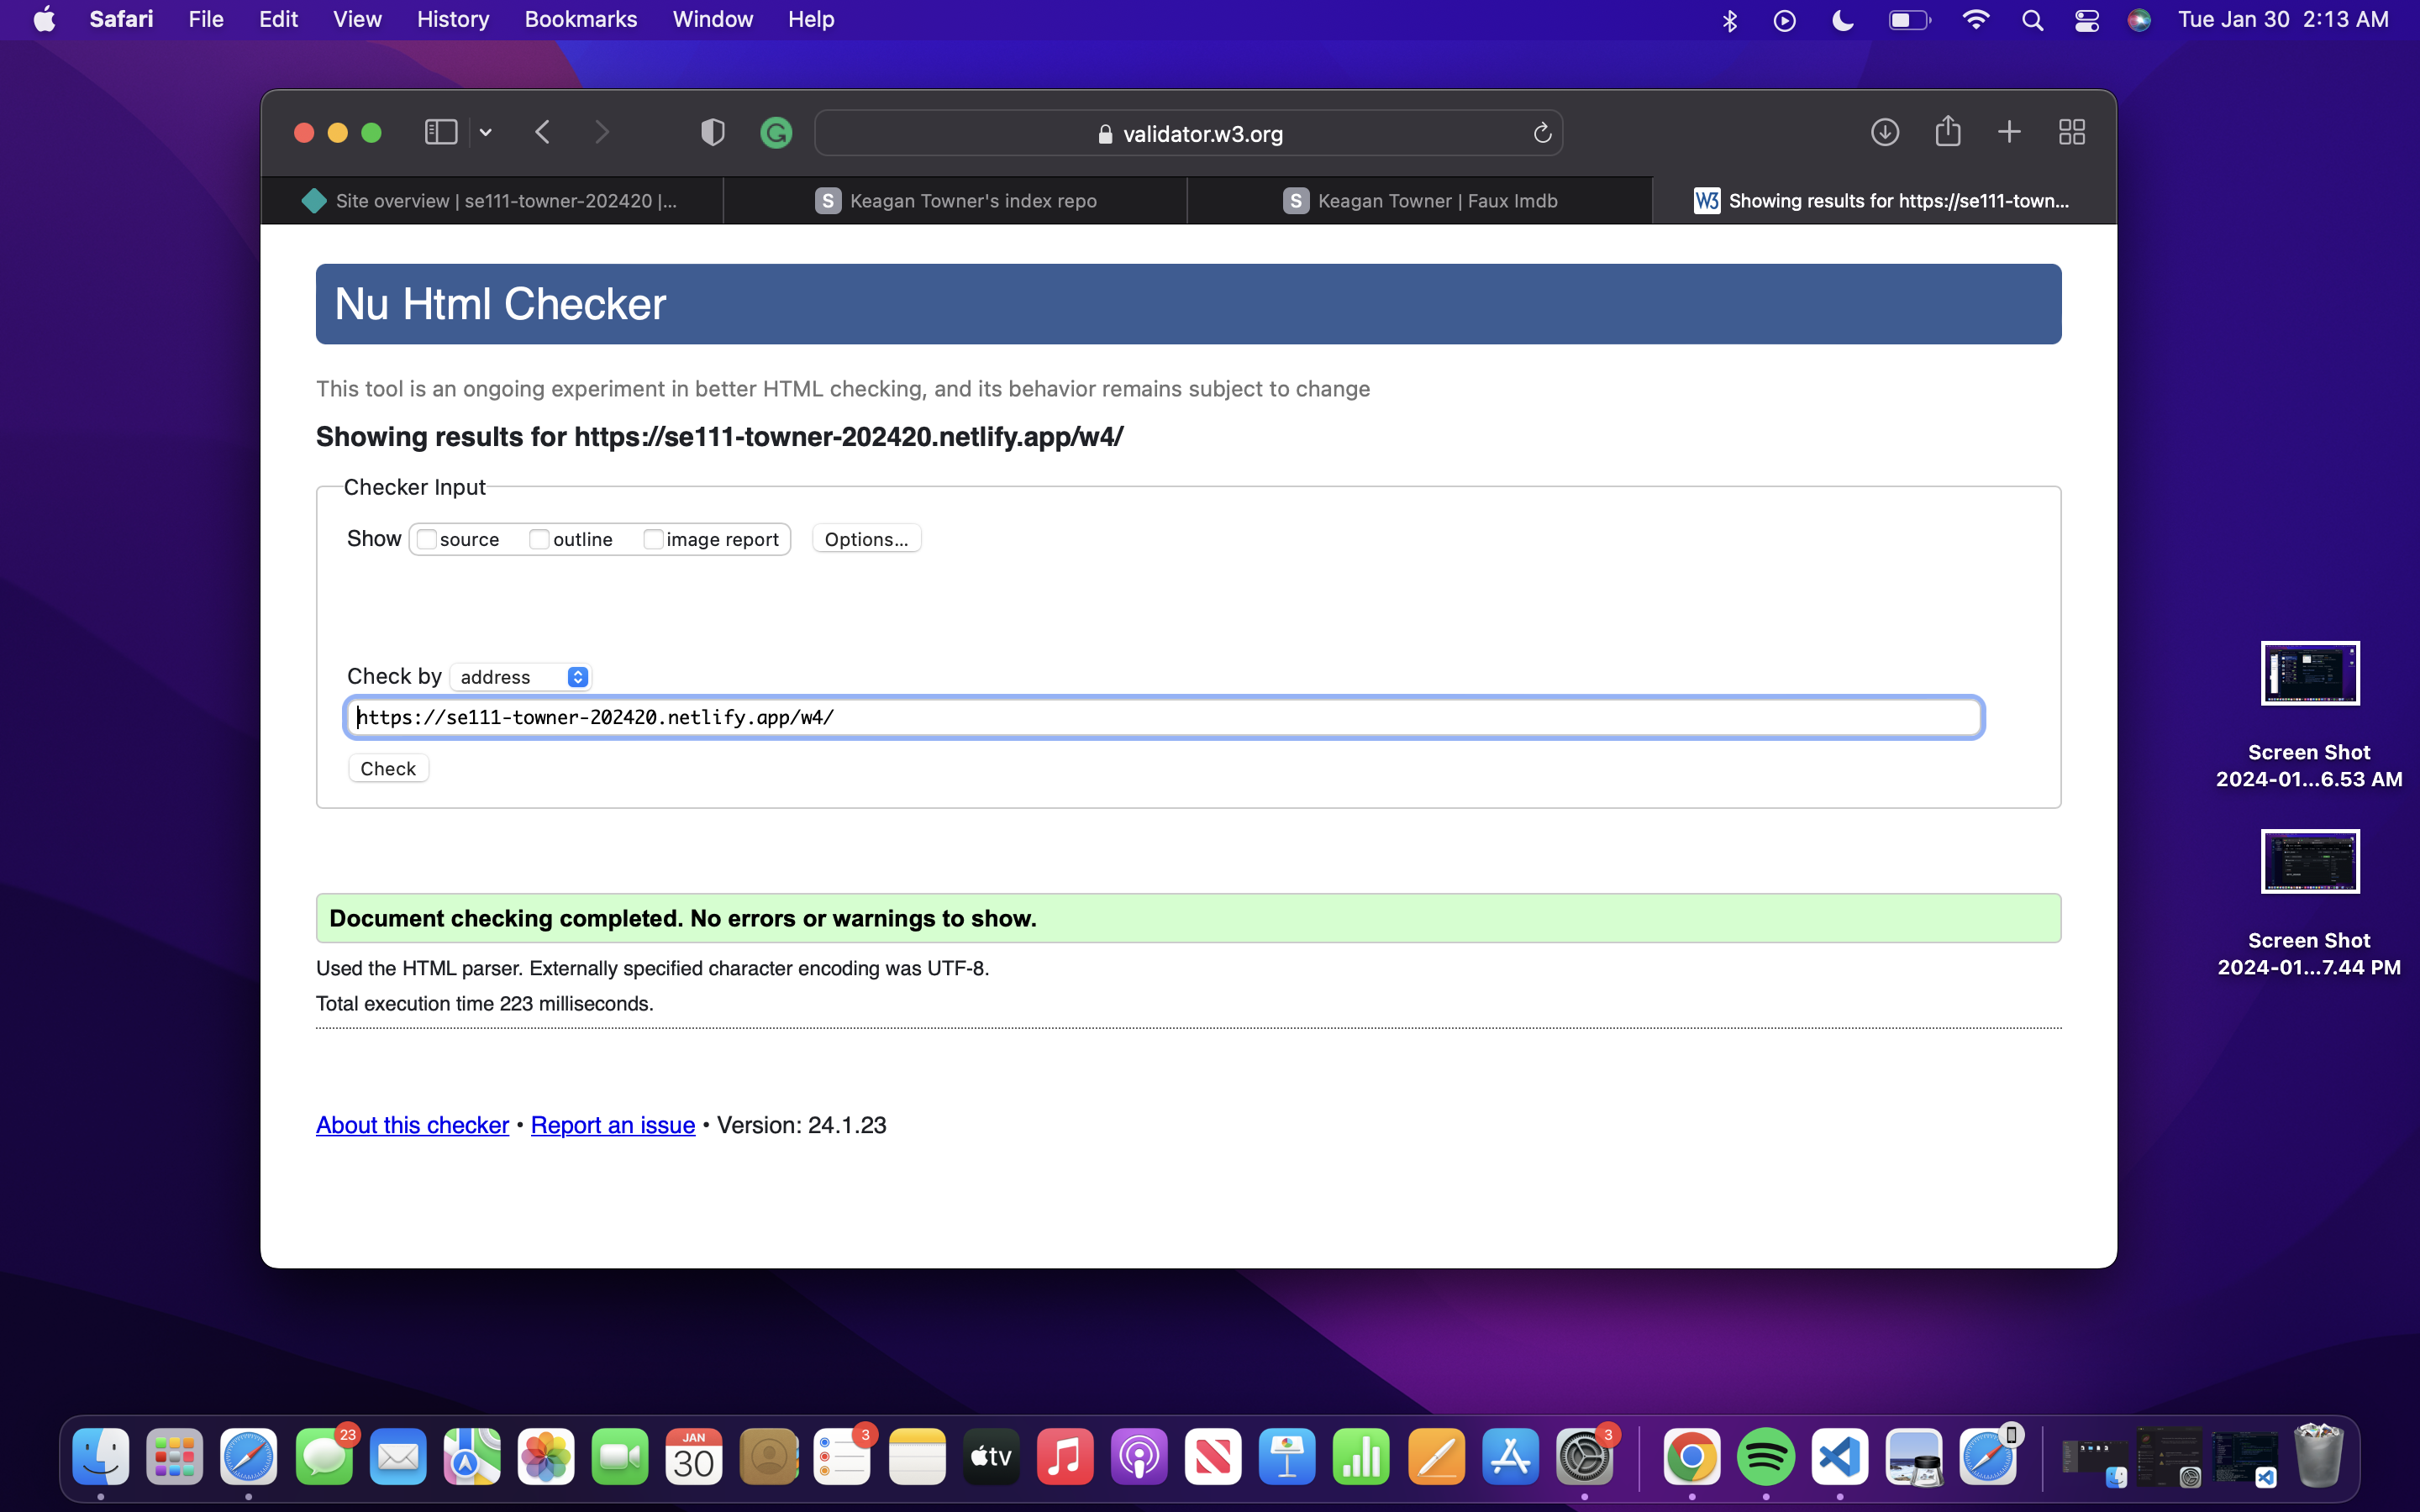 Safari File Edit View History Bookmarks Window Help Tue Jan 30 2:13 AM
validator.w3.org
Site overview | se111-towner-202420 |... S Keagan Towner's index repo S Keagan Towner | Faux Imdb W3 Showing results for https://se111-town...
Nu Html Checker
This tool is an ongoing experiment in better HTML checking, and its behavior remains subject to change
Showing results for https://se111-towner-202420.netlify.app/w4/
Checker Input
Show source outline image report Options...
Check by address
https://se111-towner-202420.netlify.app/w4/
Check
Document checking completed. No errors or warnings to show.
Used the HTML parser. Externally specified character encoding was UTF-8.
Total execution time 223 milliseconds.
About this checker • Report an issue • Version: 24.1.23
Screen Shot
2024-01...6.53 AM
Screen Shot
2024-01...7.44 PM
23 JAN 30 3 tv 3